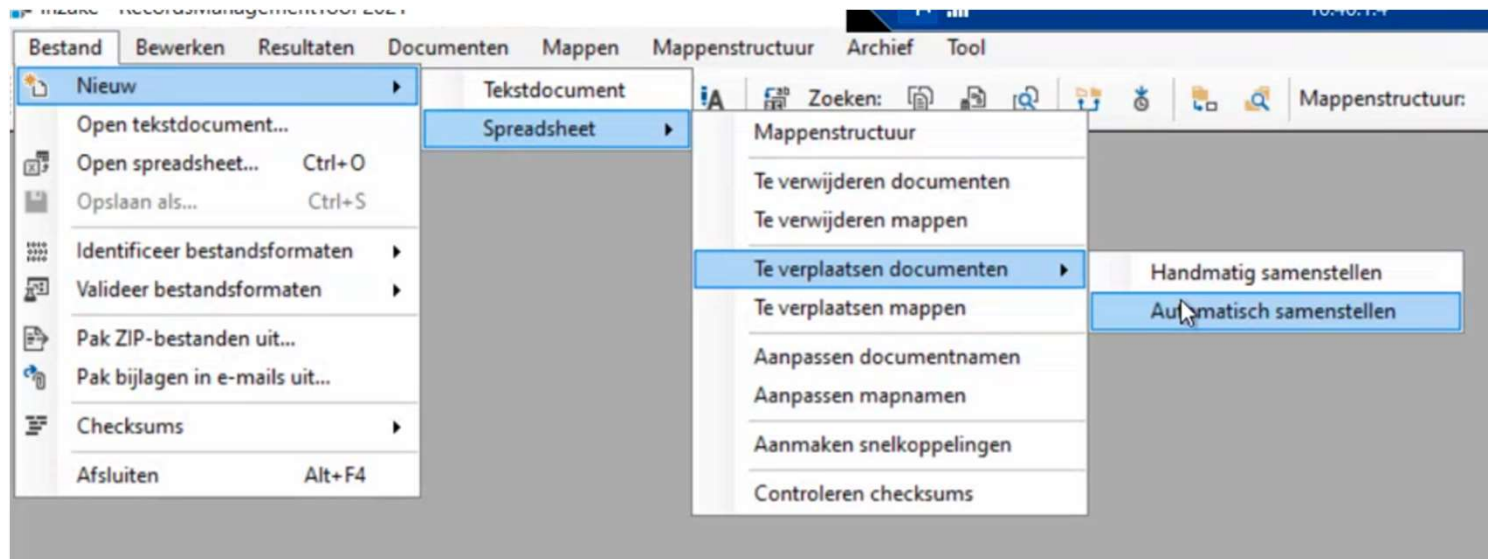 Inzake - RecordsManagementTool 2021
Bestand Bewerken Resultaten Documenten Mappen Mappenstructuur Archief Tool
Nieuw
Open tekstdocument...
Open spreadsheet... Ctrl+O
Opslaan als... Ctrl+S
Identificeer bestandsformaten
Valideer bestandsformaten
Pak ZIP-bestanden uit...
Pak bijlagen in e-mails uit...
Checksums
Afsluiten Alt+F4
Tekstdocument
Spreadsheet
Zoeken: Mappenstructuur:
Mappenstructuur
Te verwijderen documenten
Te verwijderen mappen
Te verplaatsen documenten
Te verplaatsen mappen
Aanpassen documentnamen
Aanpassen mapnamen
Aanmaken snelkoppelingen
Controleren checksums
Handmatig samenstellen
Automatisch samenstellen